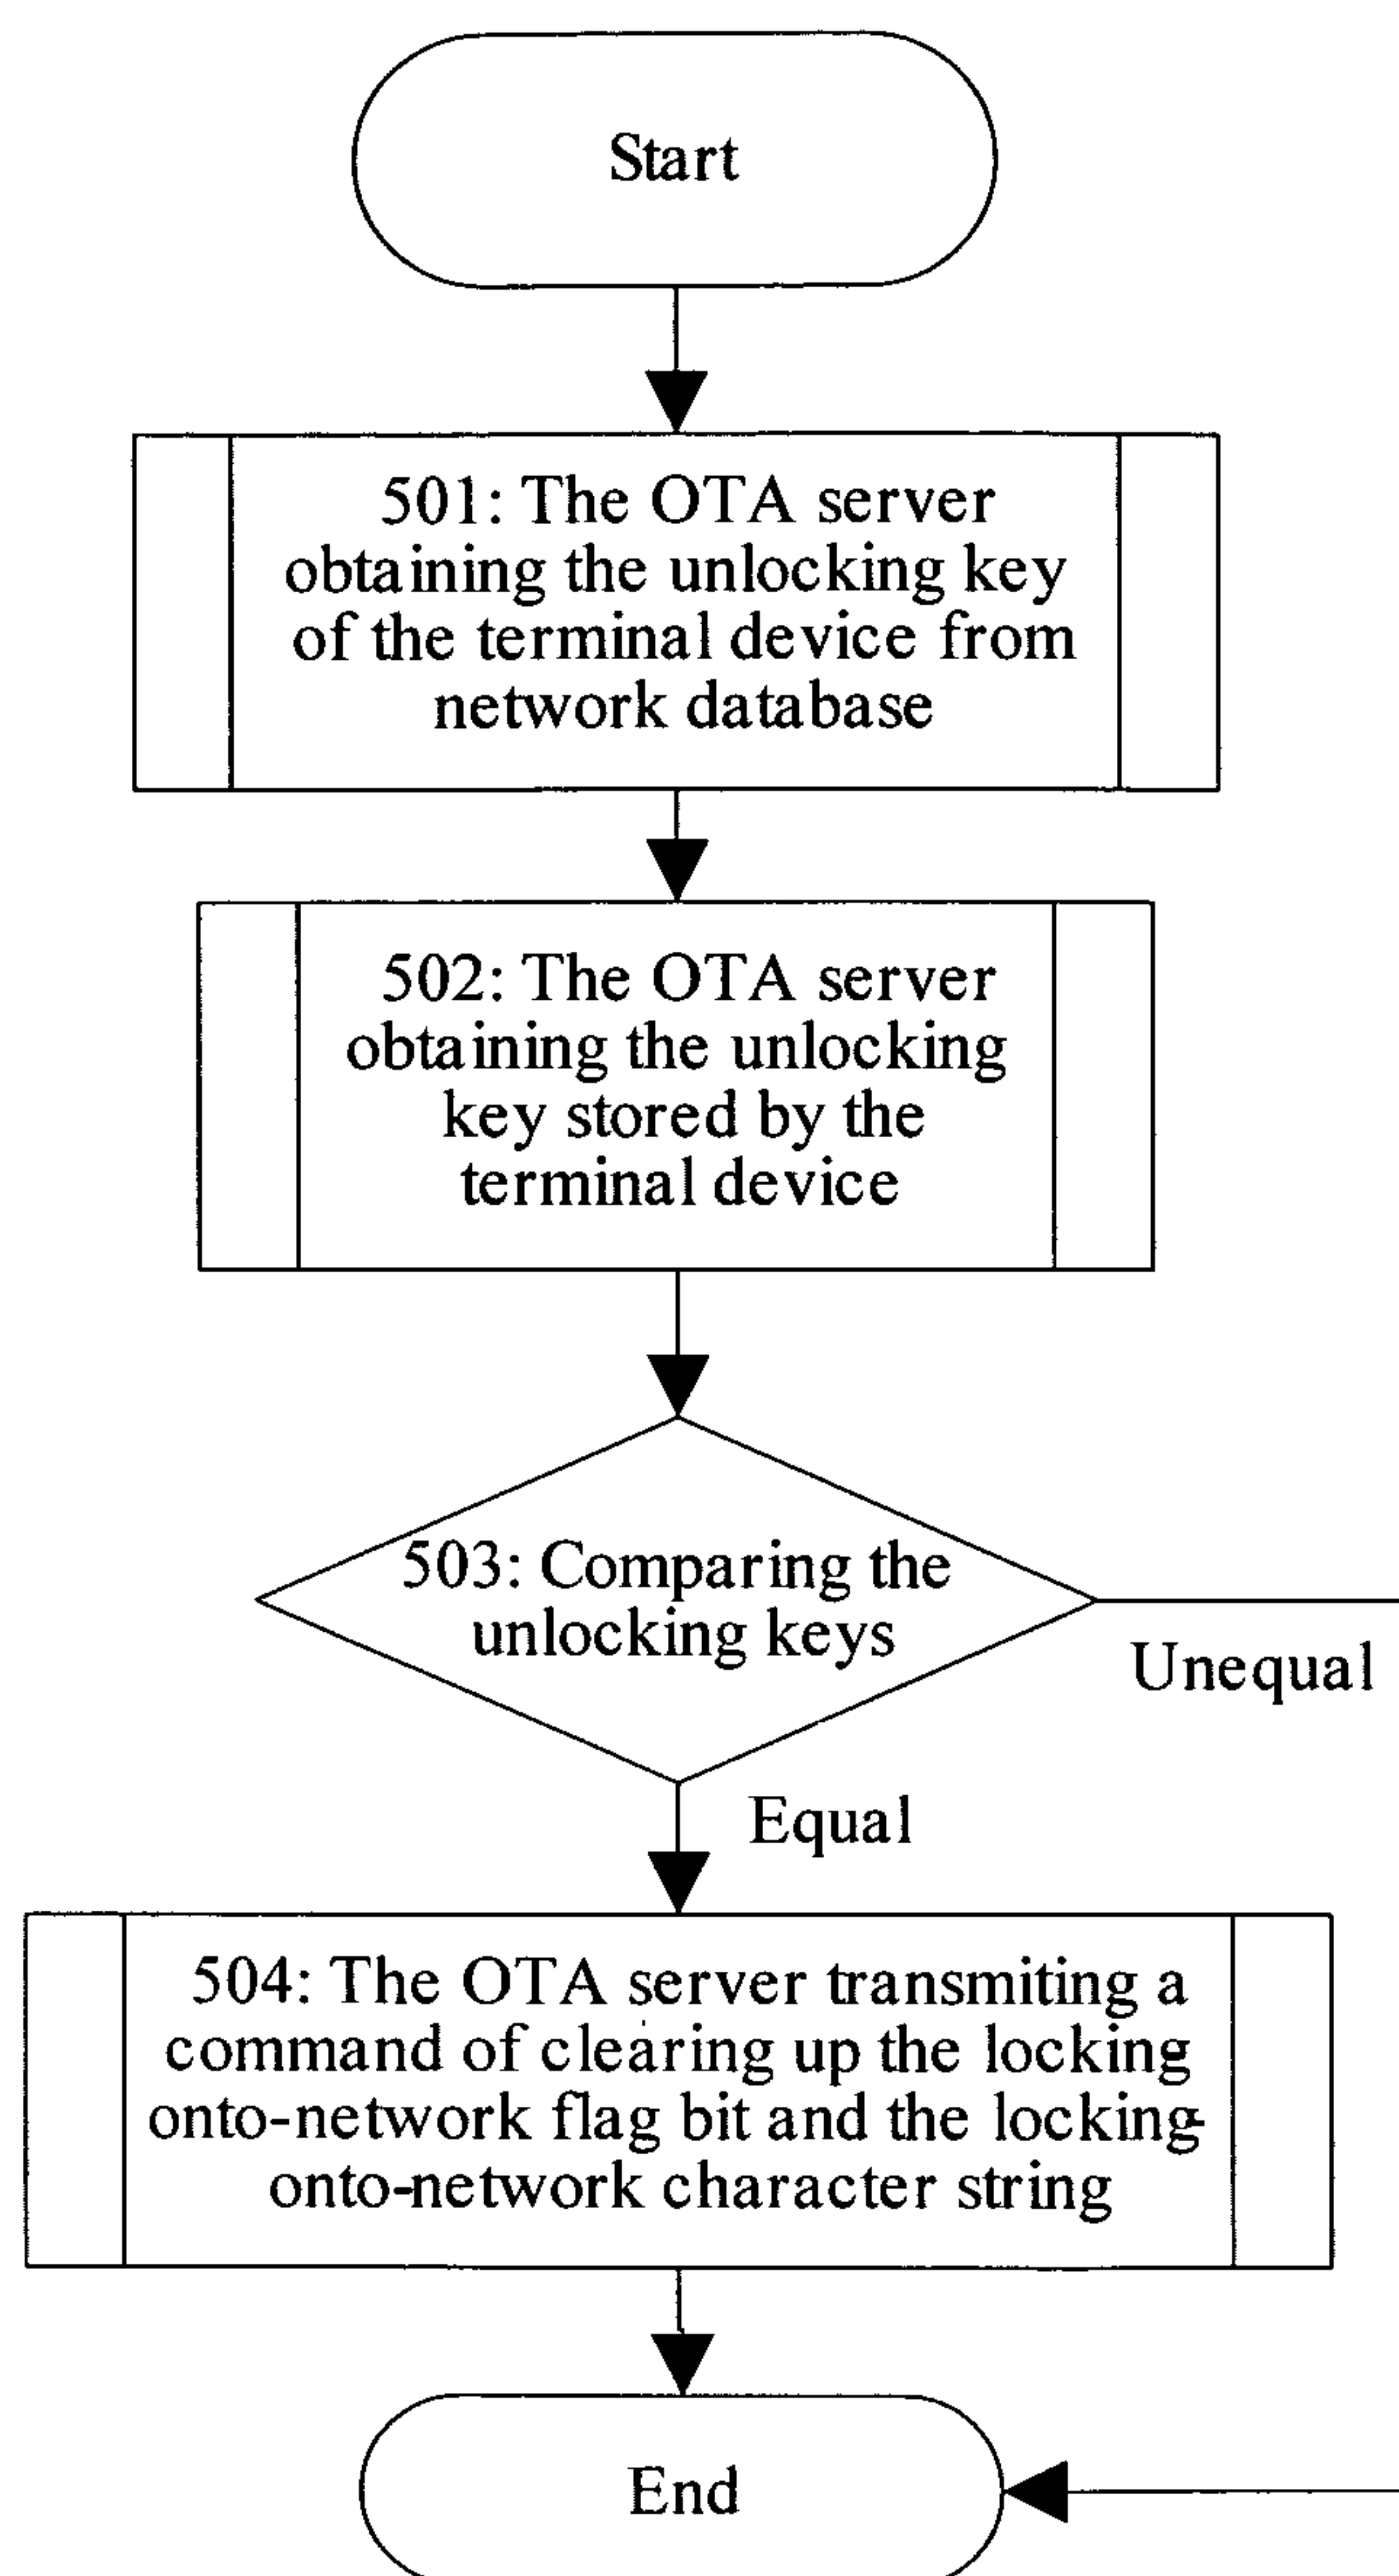 Start
501: The OTA server
obtaining the unlocking key
of the terminal device from
network database
502: The OTA server
obtaining the unlocking
key stored by the
terminal device
503: Comparing the
unlocking keys
Unequal
Equal
504: The OTA server transmiting a
command of clearing up the locking
onto-network flag bit and the locking-
onto-network character string
End